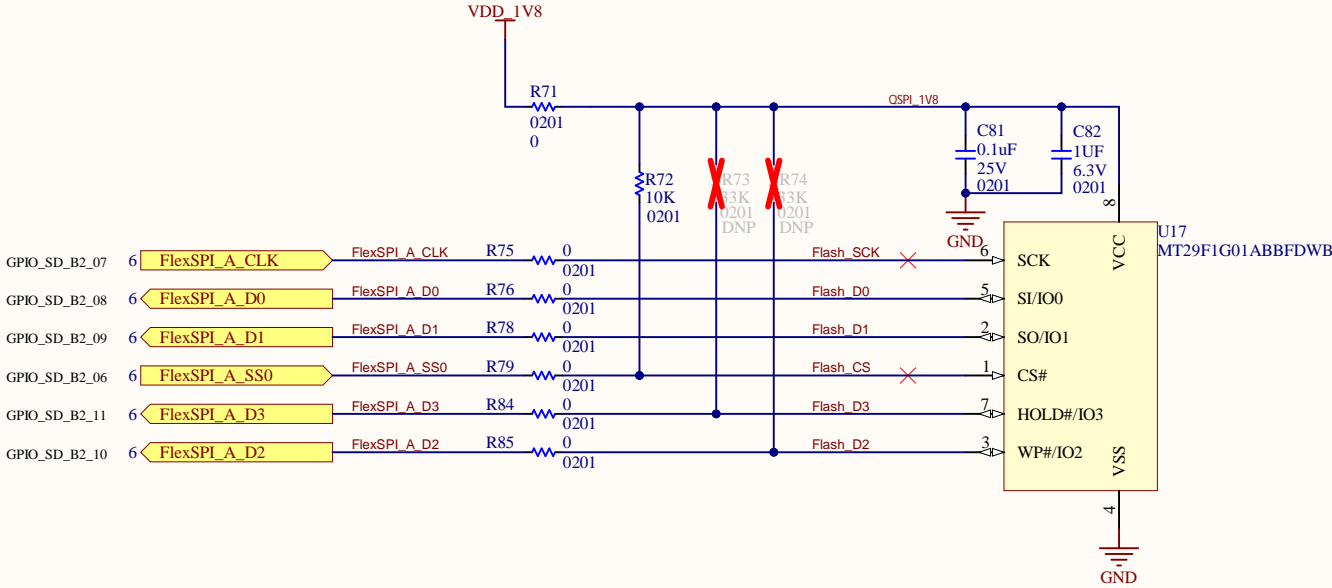 VDD_1V8
R71
0201
0
QSPI_1V8
C81
0.1uF
25V
0201
C82
1UF
6.3V
0201
R72
10K
0201
R73
33K
0201
DNP
R74
33K
0201
DNP
GND
8
U17
MT29F1G01ABBFDWB
VCC
GPIO_SD_B2_07 6 FlexSPI_A_CLK FlexSPI_A_CLK R75 0 0201 Flash_SCK 6 SCK
GPIO_SD_B2_08 6 FlexSPI_A_D0 FlexSPI_A_D0 R76 0 0201 Flash_D0 5 SI/IO0
GPIO_SD_B2_09 6 FlexSPI_A_D1 FlexSPI_A_D1 R78 0 0201 Flash_D1 2 SO/IO1
GPIO_SD_B2_06 6 FlexSPI_A_SS0 FlexSPI_A_SS0 R79 0 0201 Flash_CS 1 CS#
GPIO_SD_B2_11 6 FlexSPI_A_D3 FlexSPI_A_D3 R84 0 0201 Flash_D3 7 HOLD#/IO3
GPIO_SD_B2_10 6 FlexSPI_A_D2 FlexSPI_A_D2 R85 0 0201 Flash_D2 3 WP#/IO2
VSS
4
GND